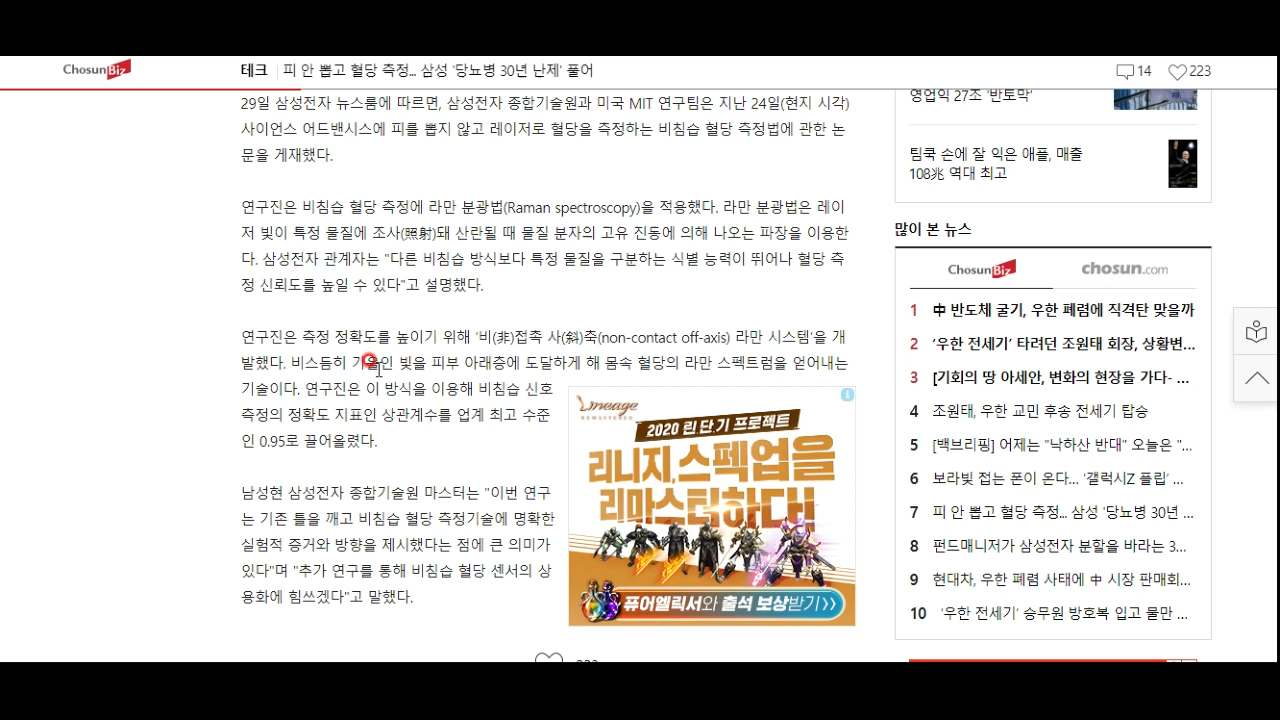 ChosunBiz
테크 피 안 뽑고 혈당 측정... 삼성 '당뇨병 30년 난제' 풀어
14 223
29일 삼성전자 뉴스룸에 따르면, 삼성전자 종합기술원과 미국 MIT 연구팀은 지난 24일(현지 시각)
사이언스 어드밴시스에 피를 뽑지 않고 레이저로 혈당을 측정하는 비침습 혈당 측정법에 관한 논
문을 게재했다.
연구진은 비침습 혈당 측정에 라만 분광법(Raman spectroscopy)을 적용했다. 라만 분광법은 레이
저 빛이 특정 물질에 조사(照射)돼 산란될 때 물질 분자의 고유 진동에 의해 나오는 파장을 이용한
다. 삼성전자 관계자는 "다른 비침습 방식보다 특정 물질을 구분하는 식별 능력이 뛰어나 혈당 측
정 신뢰도를 높일 수 있다"고 설명했다.
연구진은 측정 정확도를 높이기 위해 '비(非)접촉 사(斜)축(non-contact off-axis) 라만 시스템'을 개
발했다. 비스듬히 기울인 빛을 피부 아래층에 도달하게 해 몸속 혈당의 라만 스펙트럼을 얻어내는
기술이다. 연구진은 이 방식을 이용해 비침습 신호
측정의 정확도 지표인 상관계수를 업계 최고 수준
인 0.95로 끌어올렸다.
남성현 삼성전자 종합기술원 마스터는 "이번 연구
는 기존 틀을 깨고 비침습 혈당 측정기술에 명확한
실험적 증거와 방향을 제시했다는 점에 큰 의미가
있다"며 "추가 연구를 통해 비침습 혈당 센서의 상
용화에 힘쓰겠다"고 말했다.
Lineage
REMASTERED
2020 린.단.기 프로젝트
리니지, 스펙업을
리마스터하다!
퓨어엘릭서와 출석 보상받기
영업익 27조 '반토막'
팀쿡 손에 잘 익은 애플, 매출
108兆 역대 최고
많이 본 뉴스
ChosunBiz chosun.com
1 中 반도체 굴기, 우한 폐렴에 직격탄 맞을까
2 '우한 전세기' 타려던 조원태 회장, 상황변...
3 [기회의 땅 아세안, 변화의 현장을 가다- ...
4 조원태, 우한 교민 후송 전세기 탑승
5 [백브리핑] 어제는 "낙하산 반대" 오늘은 "...
6 보라빛 접는 폰이 온다... '갤럭시Z 플립' ...
7 피 안 뽑고 혈당 측정... 삼성 '당뇨병 30년 ...
8 펀드매니저가 삼성전자 분할을 바라는 3...
9 현대차, 우한 폐렴 사태에 中 시장 판매회...
10 '우한 전세기' 승무원 방호복 입고 물만 ...